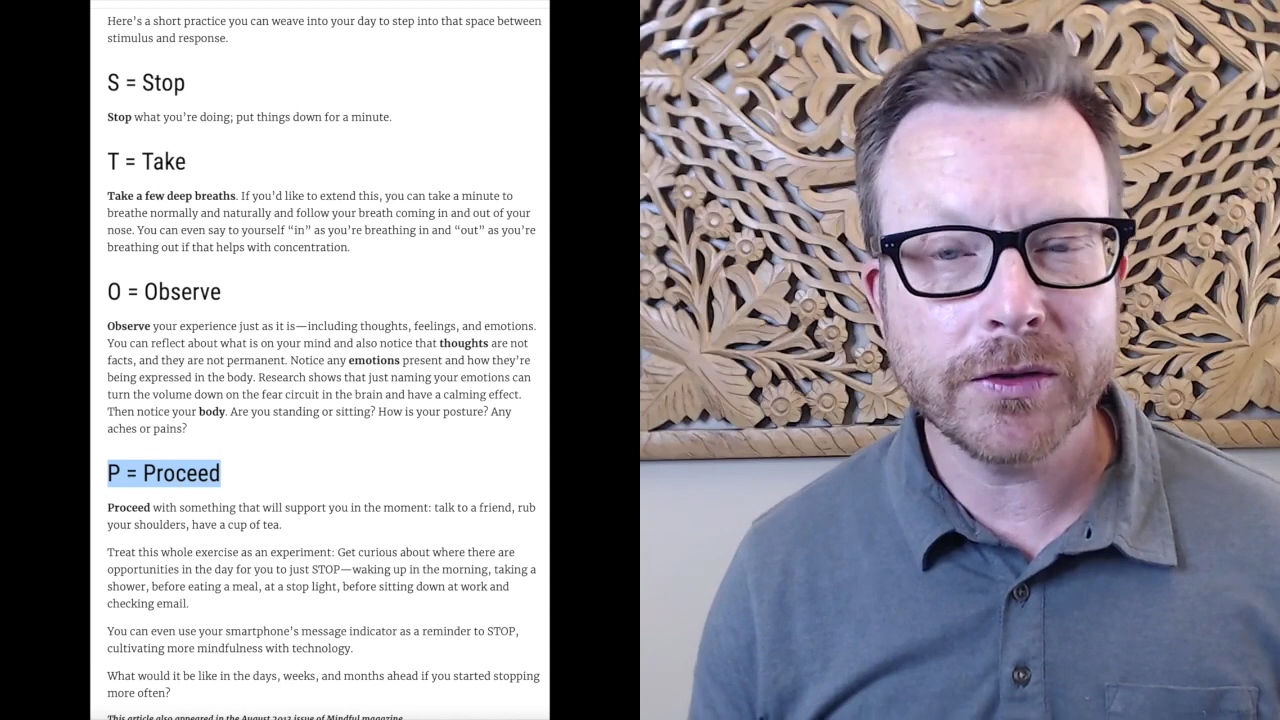 Here’s a short practice you can weave into your day to step into that space between
stimulus and response.
S = Stop
Stop what you’re doing; put things down for a minute.
T = Take
Take a few deep breaths. If you’d like to extend this, you can take a minute to
breathe normally and naturally and follow your breath coming in and out of your
nose. You can even say to yourself “in” as you’re breathing in and “out” as you’re
breathing out if that helps with concentration.
O = Observe
Observe your experience just as it is—including thoughts, feelings, and emotions.
You can reflect about what is on your mind and also notice that thoughts are not
facts, and they are not permanent. Notice any emotions present and how they’re
being expressed in the body. Research shows that just naming your emotions can
turn the volume down on the fear circuit in the brain and have a calming effect.
Then notice your body. Are you standing or sitting? How is your posture? Any
aches or pains?
P = Proceed
Proceed with something that will support you in the moment: talk to a friend, rub
your shoulders, have a cup of tea.
Treat this whole exercise as an experiment: Get curious about where there are
opportunities in the day for you to just STOP—waking up in the morning, taking a
shower, before eating a meal, at a stop light, before sitting down at work and
checking email.
You can even use your smartphone’s message indicator as a reminder to STOP,
cultivating more mindfulness with technology.
What would it be like in the days, weeks, and months ahead if you started stopping
more often?
This article also appeared in the August 2013 issue of Mindful magazine.